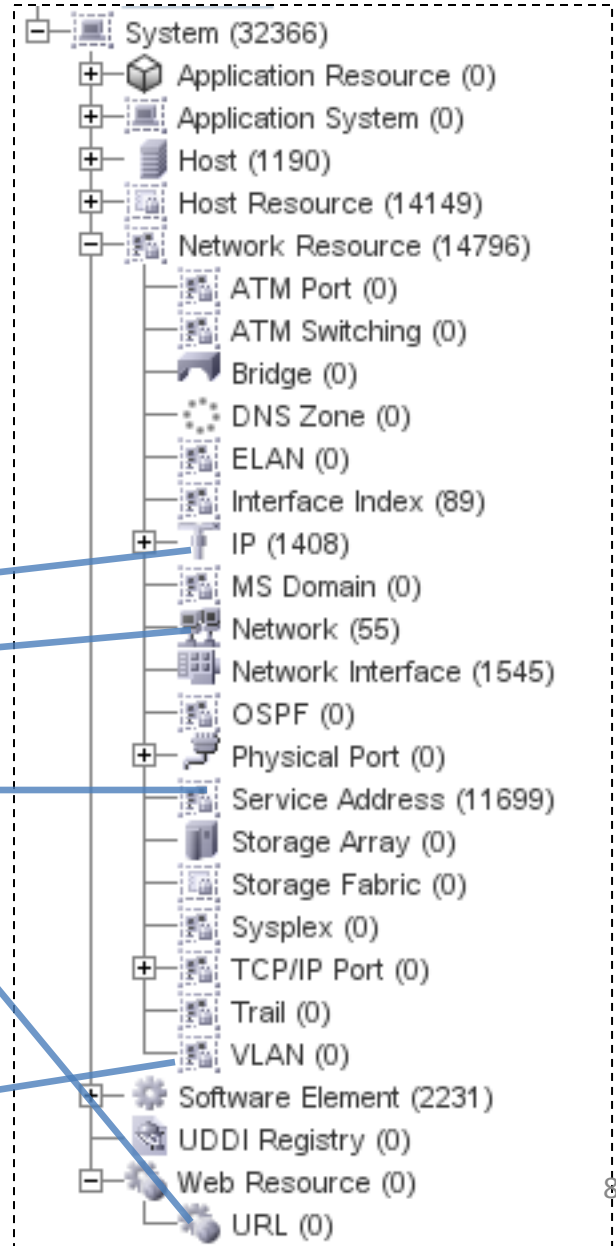 System (32366)
Application Resource (0)
Application System (0)
Host (1190)
Host Resource (14149)
Network Resource (14796)
ATM Port (0)
ATM Switching (0)
Bridge (0)
DNS Zone (0)
ELAN (0)
Interface Index (89)
IP (1408)
MS Domain (0)
Network (55)
Network Interface (1545)
OSPF (0)
Physical Port (0)
Service Address (11699)
Storage Array (0)
Storage Fabric (0)
Sysplex (0)
TCP/IP Port (0)
Trail (0)
VLAN (0)
Software Element (2231)
UDDI Registry (0)
Web Resource (0)
8
URL (0)